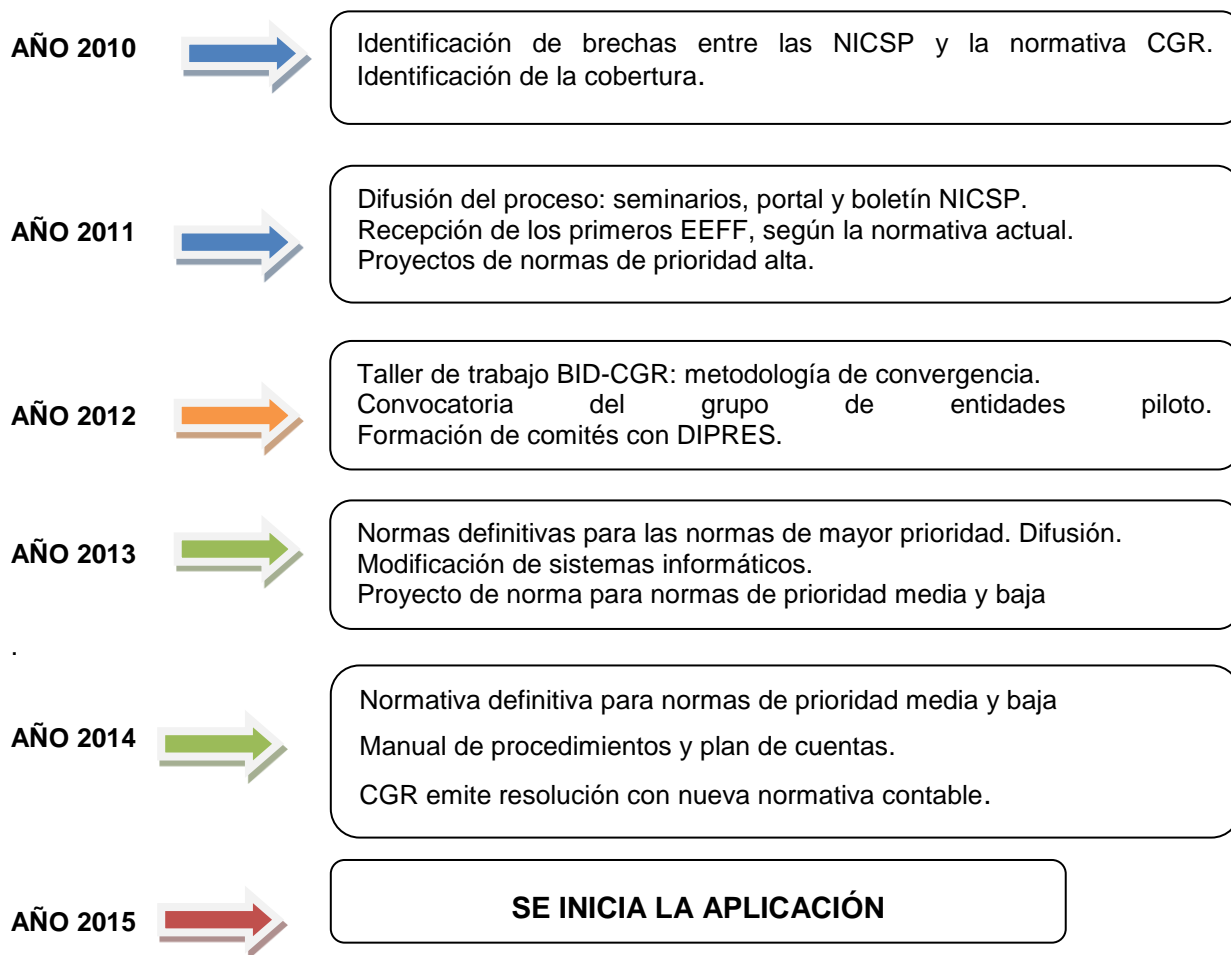 AÑO 2010
Identificación de brechas entre las NICSP y la normativa CGR.
Identificación de la cobertura.
AÑO 2011
Difusión del proceso: seminarios, portal y boletín NICSP.
Recepción de los primeros EEFF, según la normativa actual.
Proyectos de normas de prioridad alta.
AÑO 2012
Taller de trabajo BID-CGR: metodología de convergencia.
Convocatoria del grupo de entidades piloto.
Formación de comités con DIPRES.
AÑO 2013
Normas definitivas para las normas de mayor prioridad. Difusión.
Modificación de sistemas informáticos.
Proyecto de norma para normas de prioridad media y baja
.
AÑO 2014
Normativa definitiva para normas de prioridad media y baja
Manual de procedimientos y plan de cuentas.
CGR emite resolución con nueva normativa contable.
AÑO 2015
SE INICIA LA APLICACIÓN